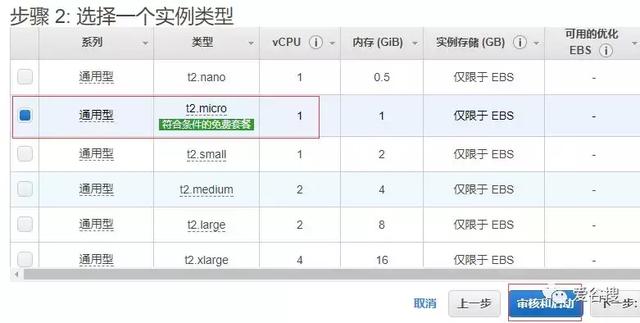 步骤 2: 选择一个实例类型
系列 类型 vCPU 内存 (GiB) 实例存储 (GB) 可用的优化 EBS
通用型 t2.nano 1 0.5 仅限于 EBS -
通用型 t2.micro 1 1 仅限于 EBS -
符合条件的免费套餐
通用型 t2.small 1 2 仅限于 EBS -
通用型 t2.medium 2 4 仅限于 EBS -
通用型 t2.large 2 8 仅限于 EBS -
通用型 t2.xlarge 4 16 仅限于 EBS -
取消 上一步 审核和启动 下一步:
爱谷搜